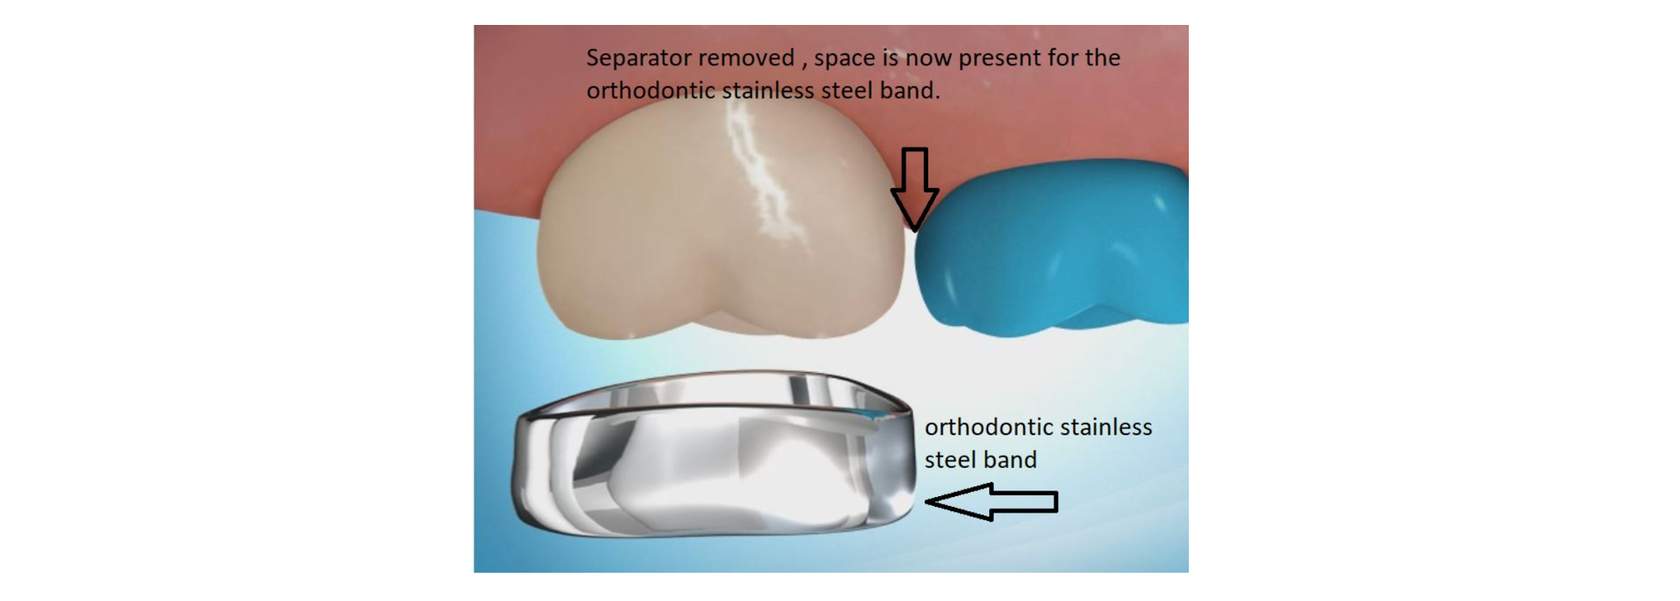 Separator removed , space is now present for the
orthodontic stainless steel band.
orthodontic stainless
steel band